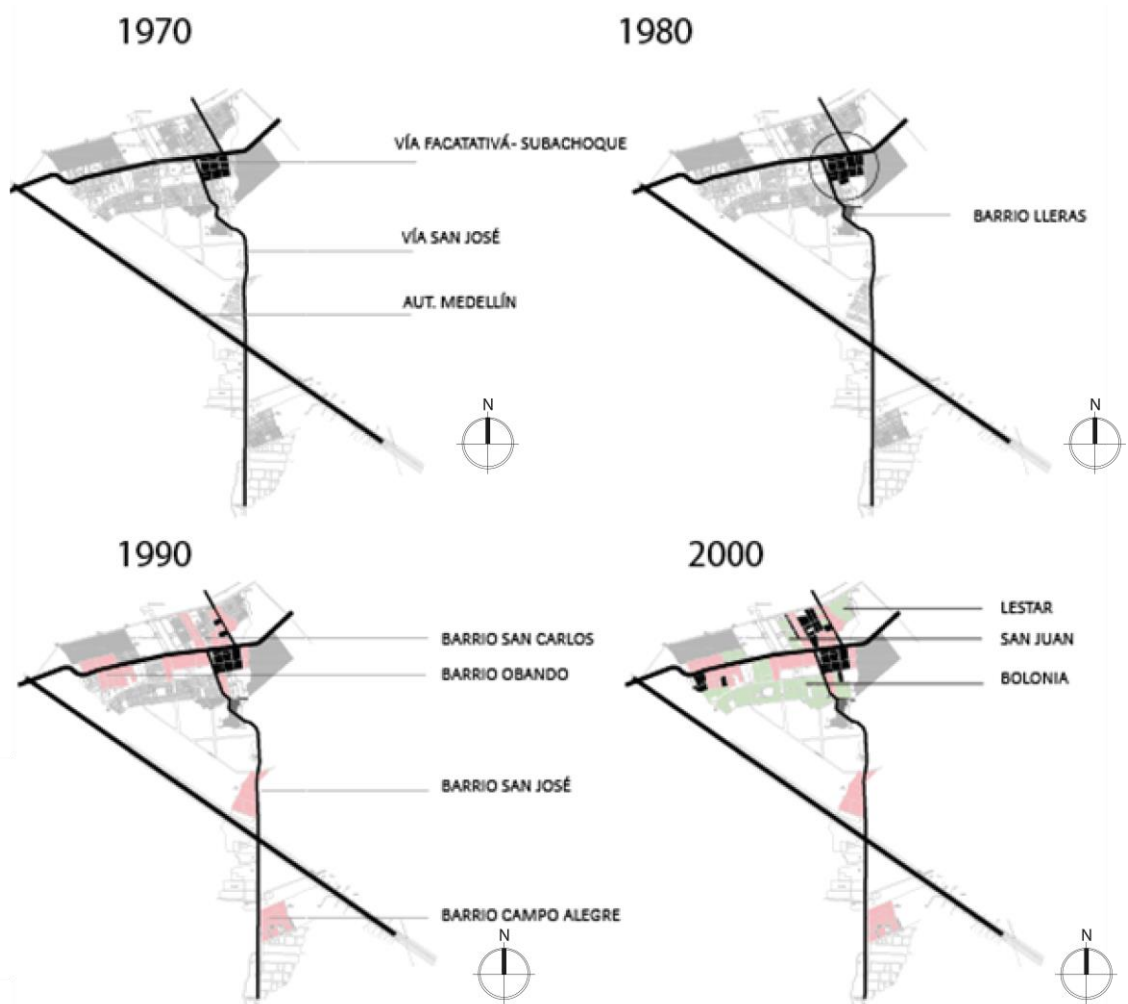 1970
VÍA FACATATIVÁ- SUBACHOQUE
VÍA SAN JOSÉ
AUT. MEDELLÍN
N
1980
BARRIO LLERAS
N
1990
BARRIO SAN CARLOS
BARRIO OBANDO
BARRIO SAN JOSÉ
BARRIO CAMPO ALEGRE
N
2000
LESTAR
SAN JUAN
BOLONIA
N